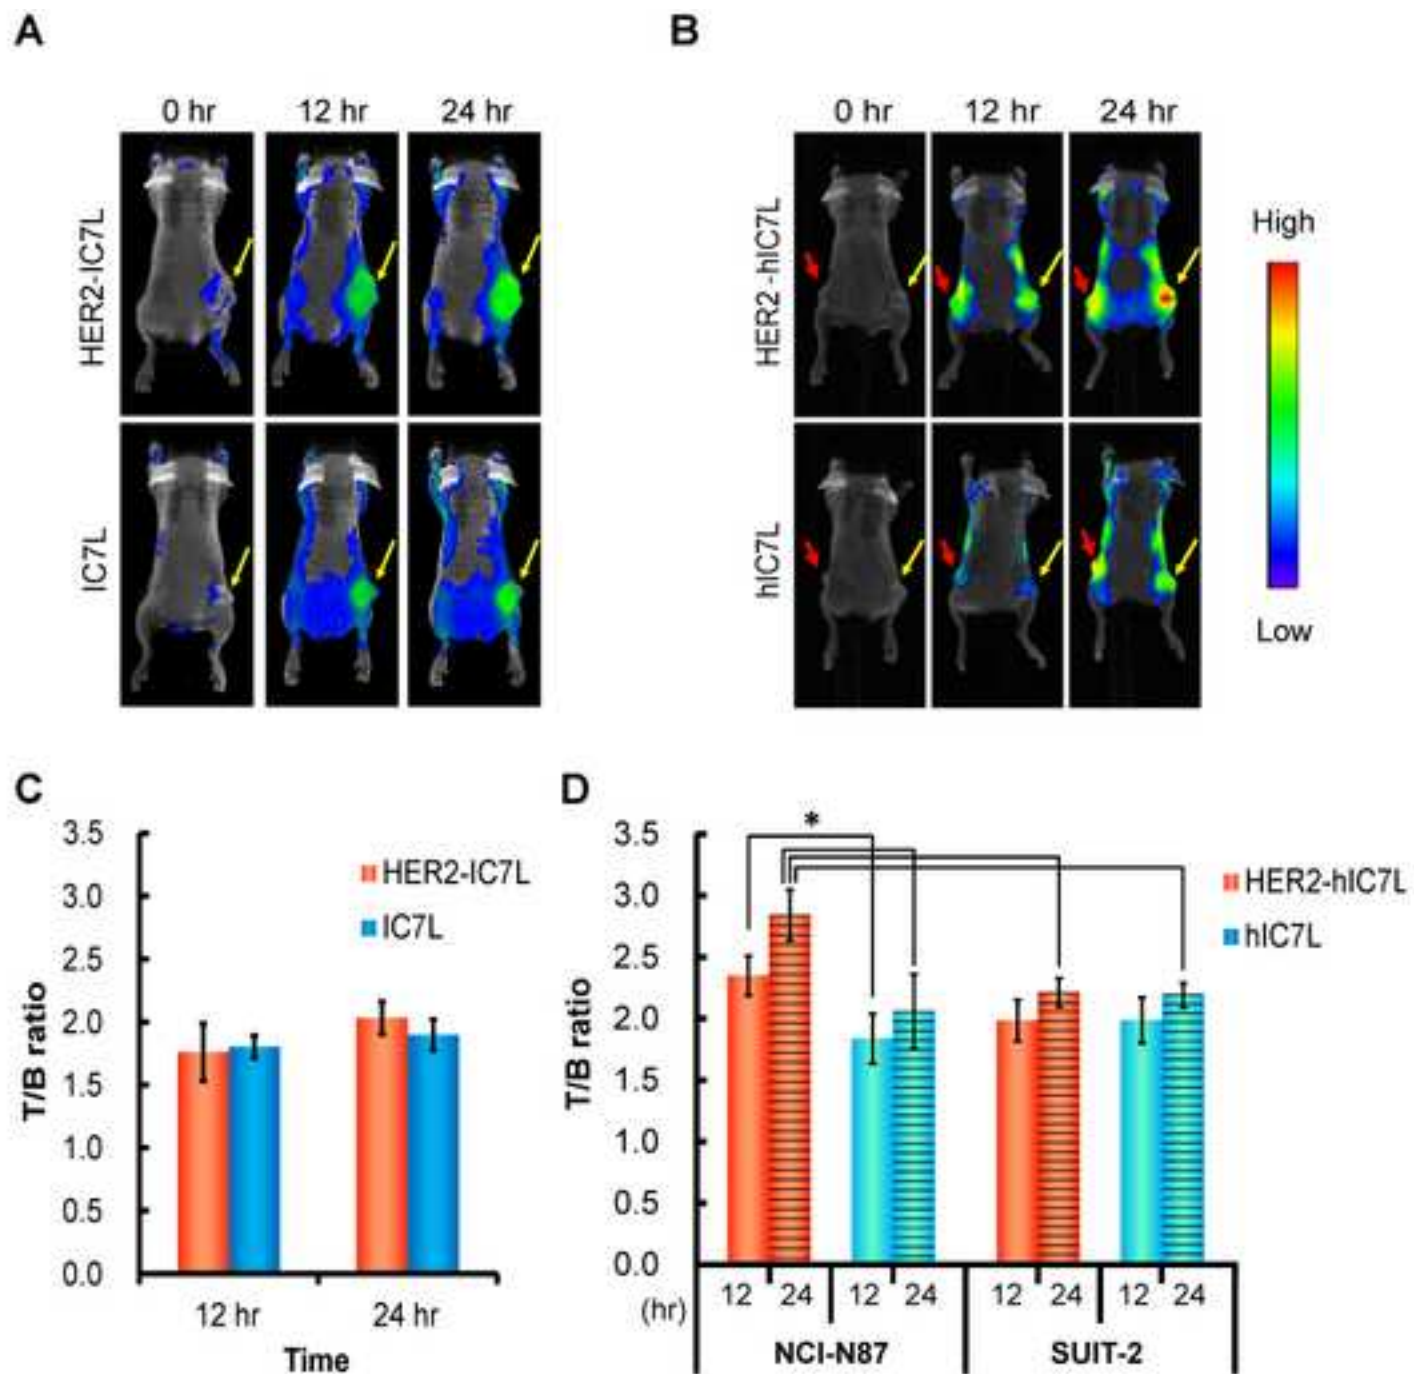 A
B
0 hr 12 hr 24 hr
0 hr 12 hr 24 hr
HER2-IC7L
IC7L
HER2 -hIC7L
hIC7L
High
Low
C
D
3.5
3.0
2.5
2.0
1.5
1.0
0.5
0.0
T/B ratio
HER2-IC7L
IC7L
12 hr 24 hr
Time
3.5
3.0
2.5
2.0
1.5
1.0
0.5
0.0
T/B ratio
*
HER2-hIC7L
hIC7L
(hr) 12 24 12 24 12 24 12 24
NCI-N87 SUIT-2